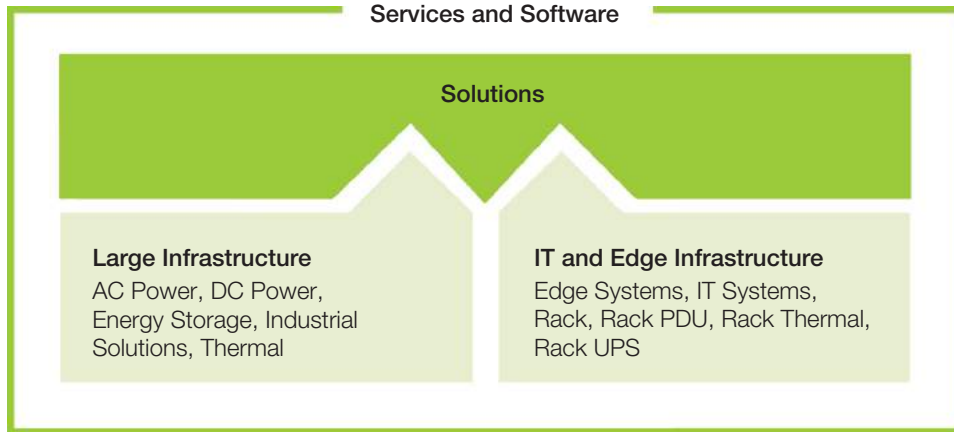 Services and Software
Solutions
Large Infrastructure
AC Power, DC Power,
Energy Storage, Industrial
Solutions, Thermal
IT and Edge Infrastructure
Edge Systems, IT Systems,
Rack, Rack PDU, Rack Thermal,
Rack UPS